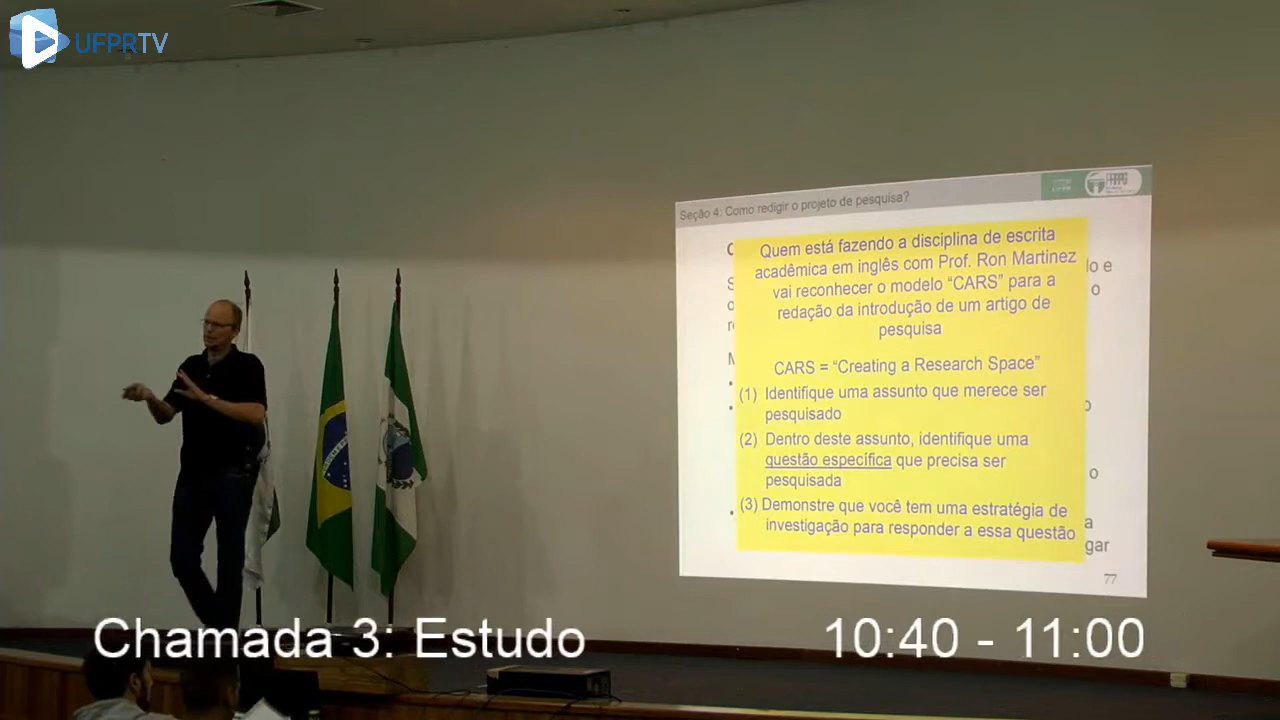 UFPRTV
Seção 4: Como redigir o projeto de pesquisa?
Quem está fazendo a disciplina de escrita
acadêmica em inglês com Prof. Ron Martinez
vai reconhecer o modelo “CARS” para a
redação da introdução de um artigo de
pesquisa
CARS = “Creating a Research Space”
(1) Identifique uma assunto que merece ser
pesquisado
(2) Dentro deste assunto, identifique uma
questão específica que precisa ser
pesquisada
(3) Demonstre que você tem uma estratégia de
investigação para responder a essa questão
77
Chamada 3: Estudo
10:40 - 11:00